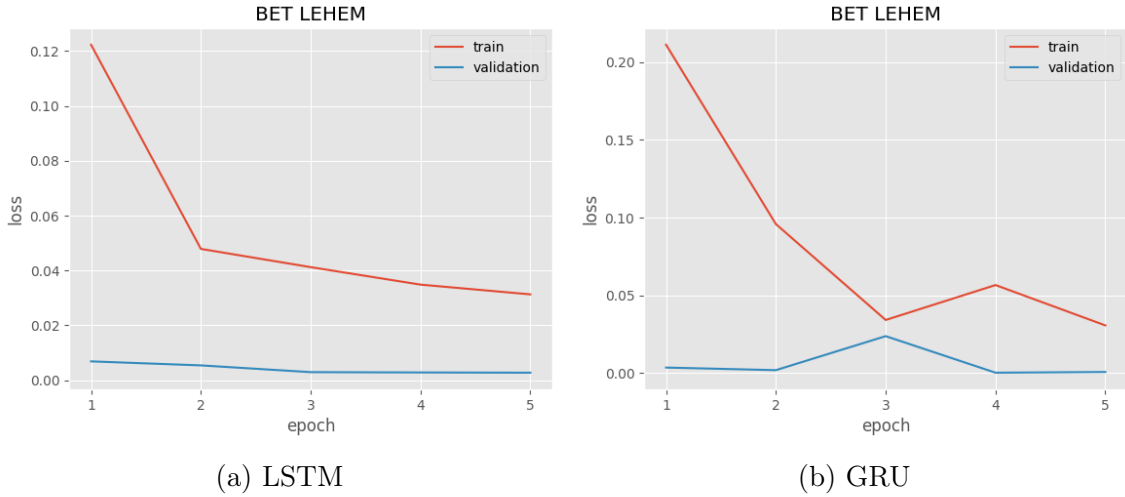 BET LEHEM
train
validation
0.12
0.10
0.08
0.06
0.04
0.02
0.00
loss
1 2 3 4 5
epoch
(a) LSTM
BET LEHEM
train
validation
0.20
0.15
0.10
0.05
0.00
loss
1 2 3 4 5
epoch
(b) GRU